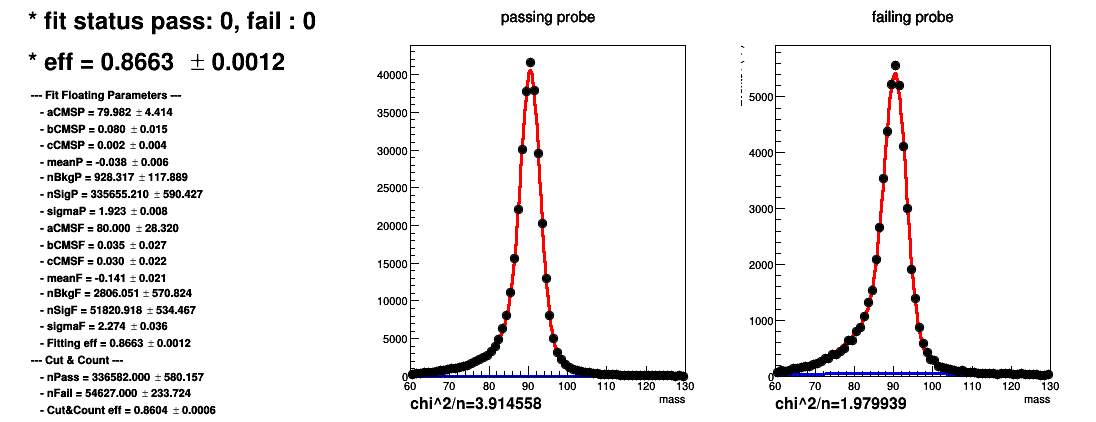 * fit status pass: 0, fail : 0
* eff = 0.8663 ± 0.0012
--- Fit Floating Parameters ---
- aCMSP = 79.982 ± 4.414
- bCMSP = 0.080 ± 0.015
- cCMSP = 0.002 ± 0.004
- meanP = -0.038 ± 0.006
- nBkgP = 928.317 ± 117.889
- nSigP = 335655.210 ± 590.427
- sigmaP = 1.923 ± 0.008
- aCMSF = 80.000 ± 28.320
- bCMSF = 0.035 ± 0.027
- cCMSF = 0.030 ± 0.022
- meanF = -0.141 ± 0.021
- nBkgF = 2806.051 ± 570.824
- nSigF = 51820.918 ± 534.467
- sigmaF = 2.274 ± 0.036
- Fitting eff = 0.8663 ± 0.0012
--- Cut & Count ---
- nPass = 336582.000 ± 580.157
- nFail = 54627.000 ± 233.724
- Cut&Count eff = 0.8604 ± 0.0006
passing probe
40000
35000
30000
25000
20000
15000
10000
5000
0
60 70 80 90 100 110 120 130
mass
chi^2/n=3.914558
failing probe
5000
4000
3000
2000
1000
0
60 70 80 90 100 110 120 130
mass
chi^2/n=1.979939